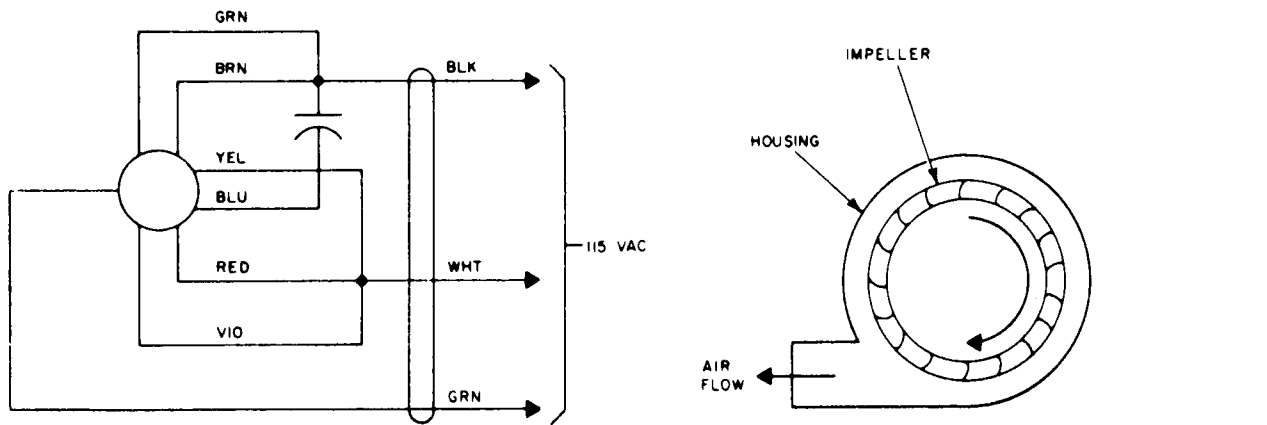 GRN
BRN
BLK
YEL
BLU
RED
WHT
VIO
GRN
115 VAC
IMPELLER
HOUSING
AIR
FLOW